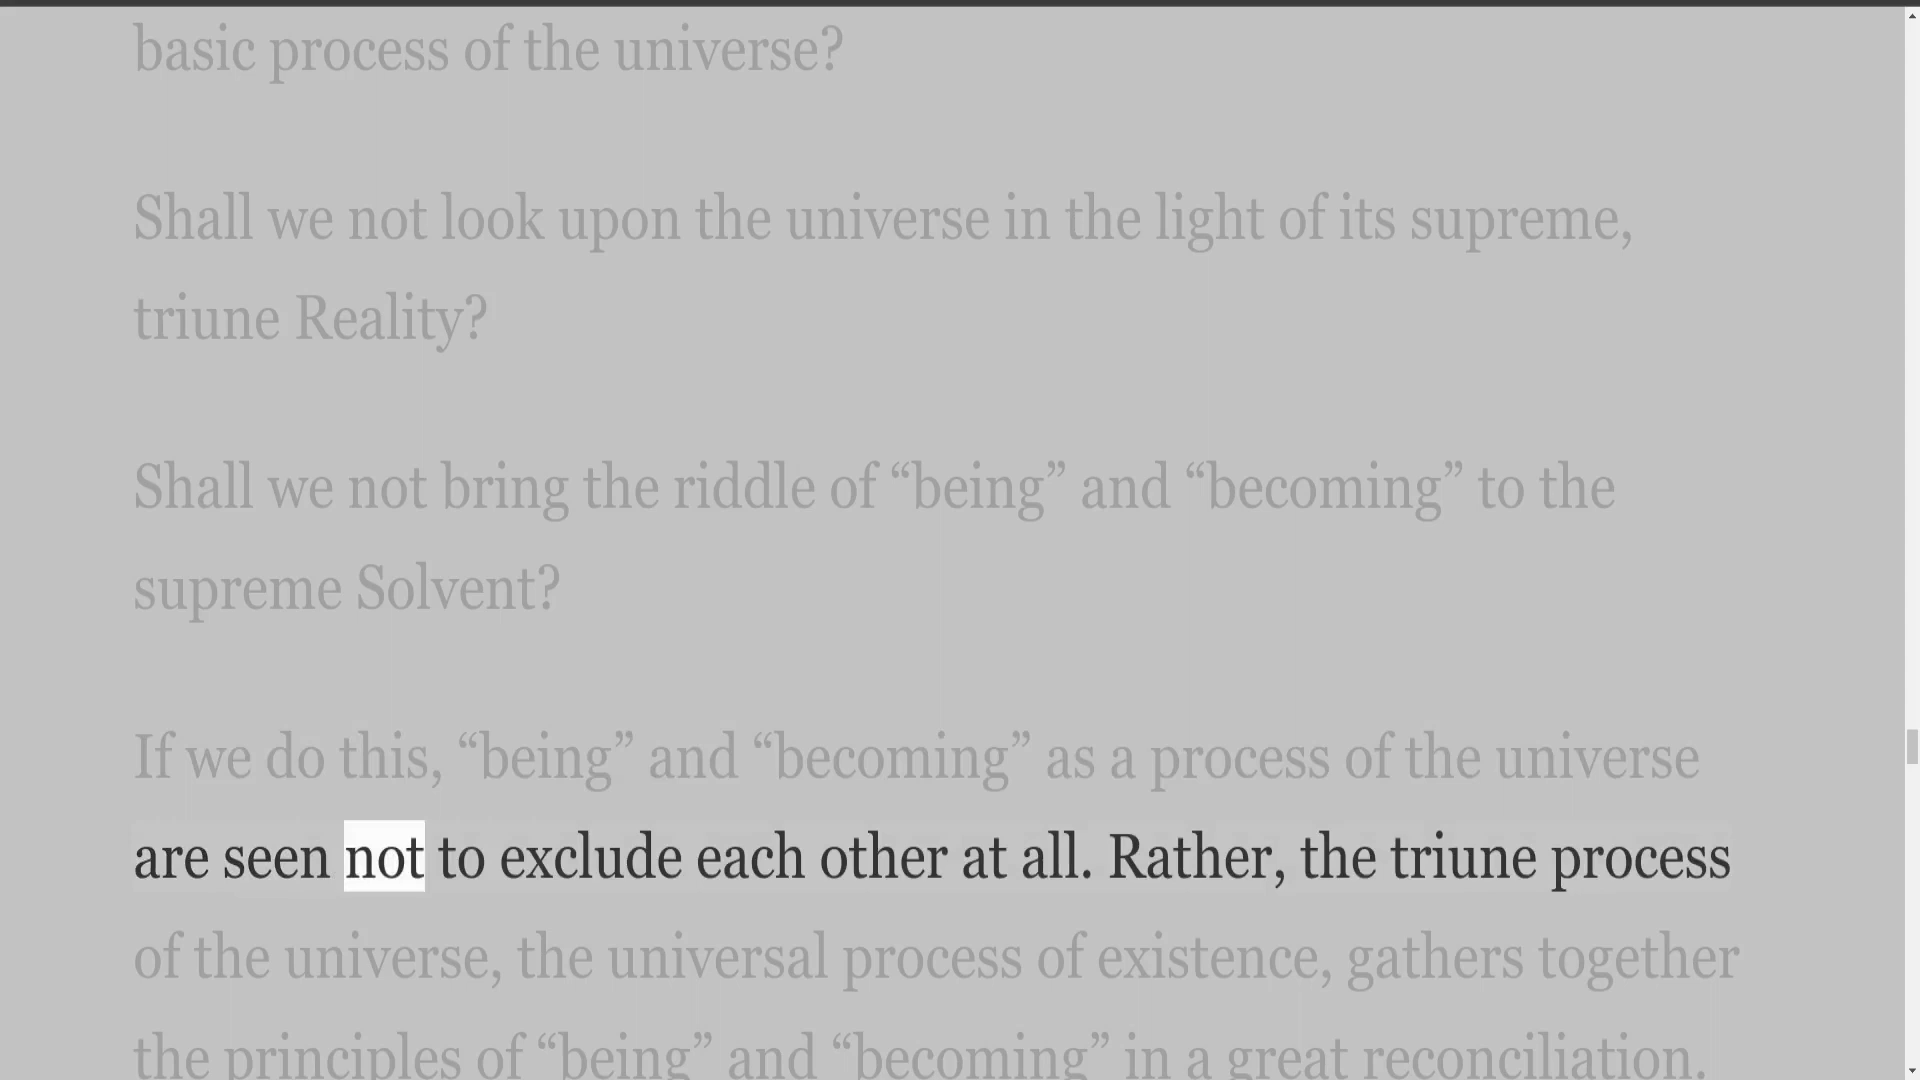 basic process of the universe?
Shall we not look upon the universe in the light of its supreme,
triune Reality?
Shall we not bring the riddle of “being” and “becoming” to the
supreme Solvent?
If we do this, “being” and “becoming” as a process of the universe
are seen not to exclude each other at all. Rather, the triune process
of the universe, the universal process of existence, gathers together
the principles of “being” and “becoming” in a great reconciliation.